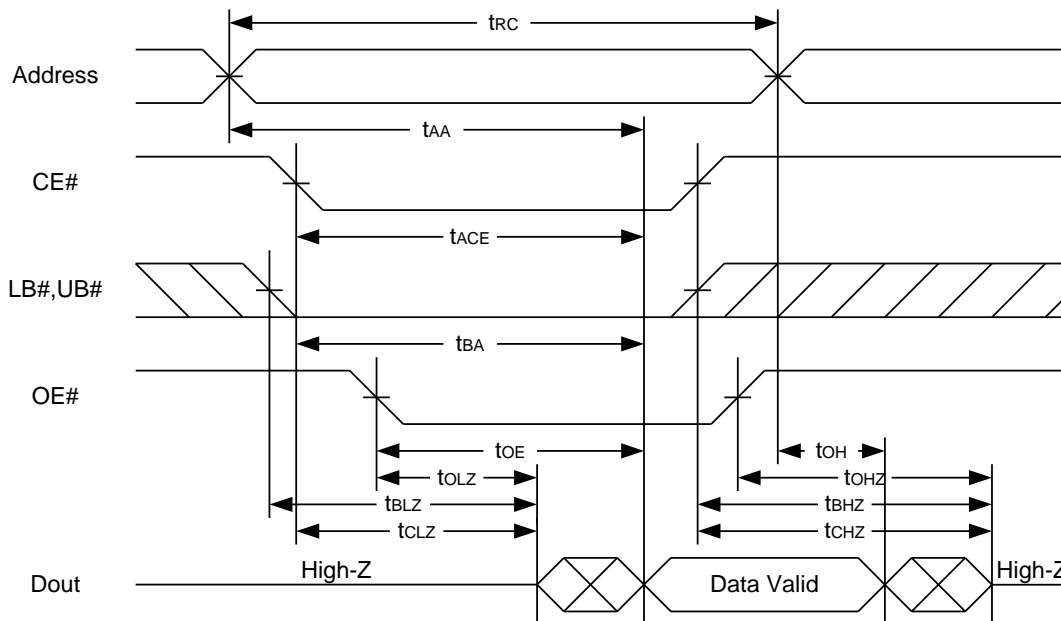 tRC
Address
tAA
CE#
tACE
LB#,UB#
tBA
OE#
tOE
tOH
tOLZ
tOHZ
tBLZ
tBHZ
tCLZ
tCHZ
Dout
High-Z
Data Valid
High-Z